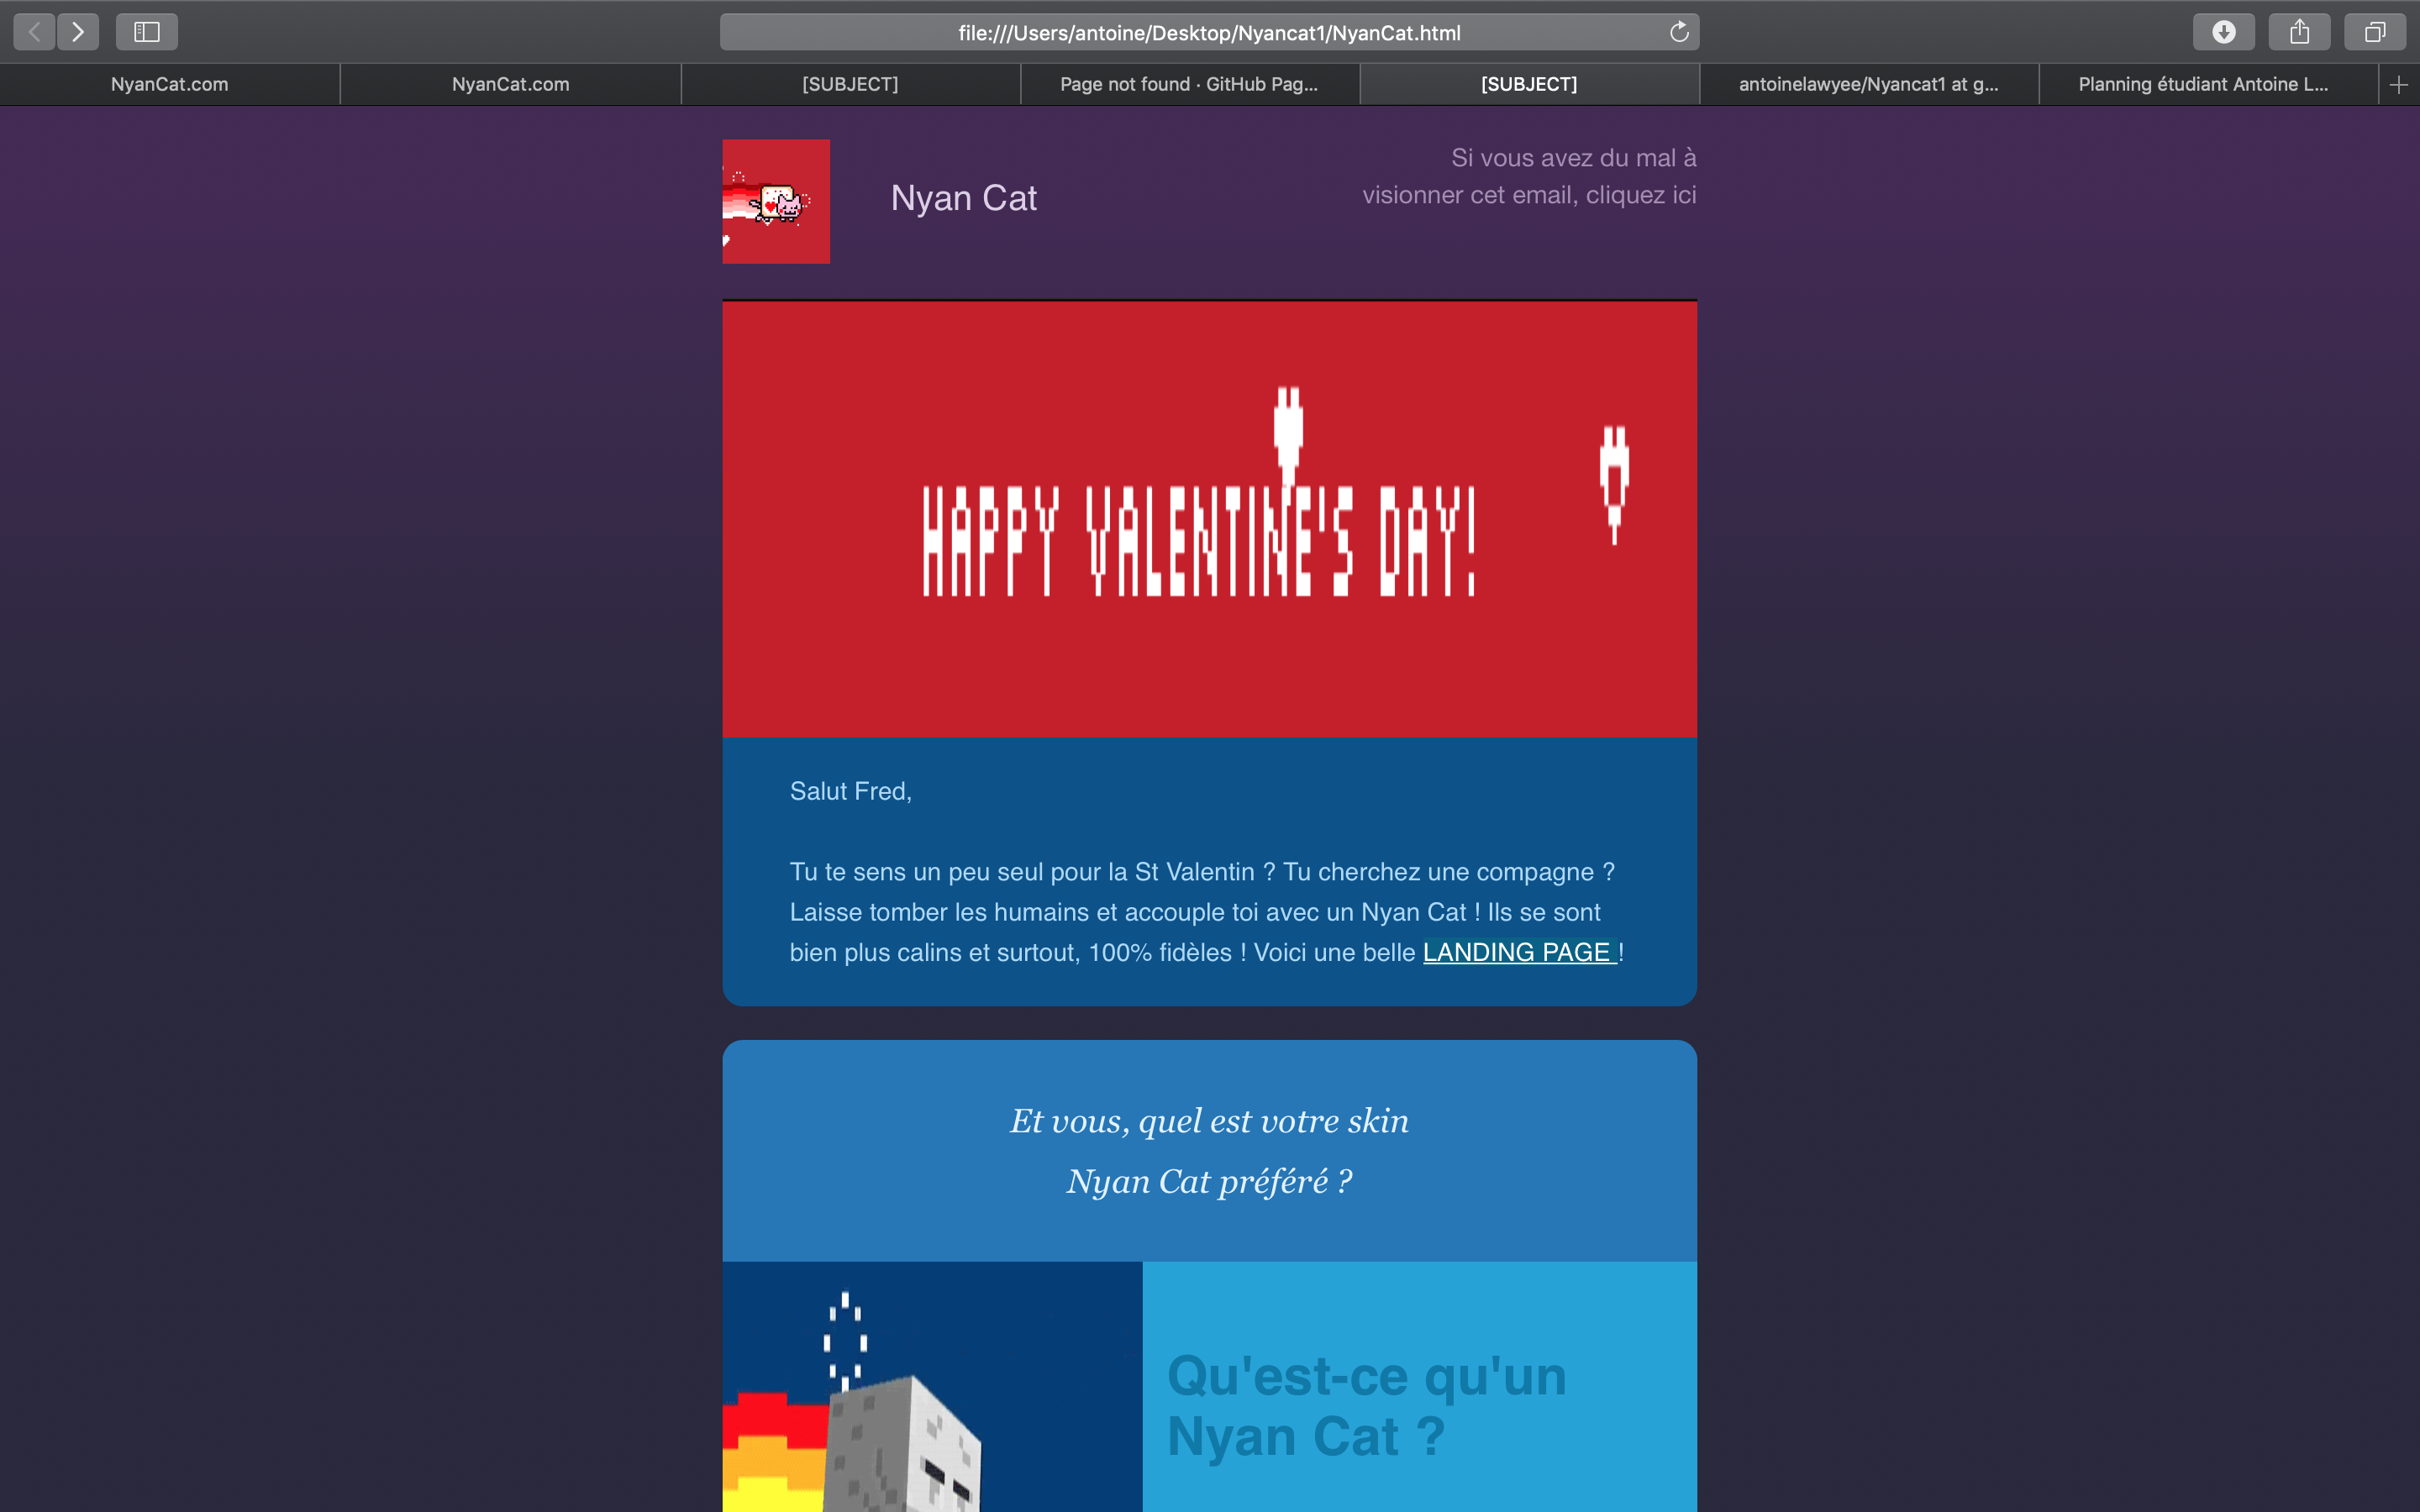 file:///Users/antoine/Desktop/Nyancat1/NyanCat.html
NyanCat.com
NyanCat.com
[SUBJECT]
Page not found · GitHub Pag...
[SUBJECT]
antoinelawyee/Nyancat1 at g...
Planning étudiant Antoine L...
Nyan Cat
Si vous avez du mal à
visionner cet email, cliquez ici
HAPPY VALENTINE'S DAY!
Salut Fred,
Tu te sens un peu seul pour la St Valentin ? Tu cherchez une compagne ?
Laisse tomber les humains et accouple toi avec un Nyan Cat ! Ils se sont
bien plus calins et surtout, 100% fidèles ! Voici une belle LANDING PAGE !
Et vous, quel est votre skin
Nyan Cat préféré ?
Qu'est-ce qu'un
Nyan Cat ?